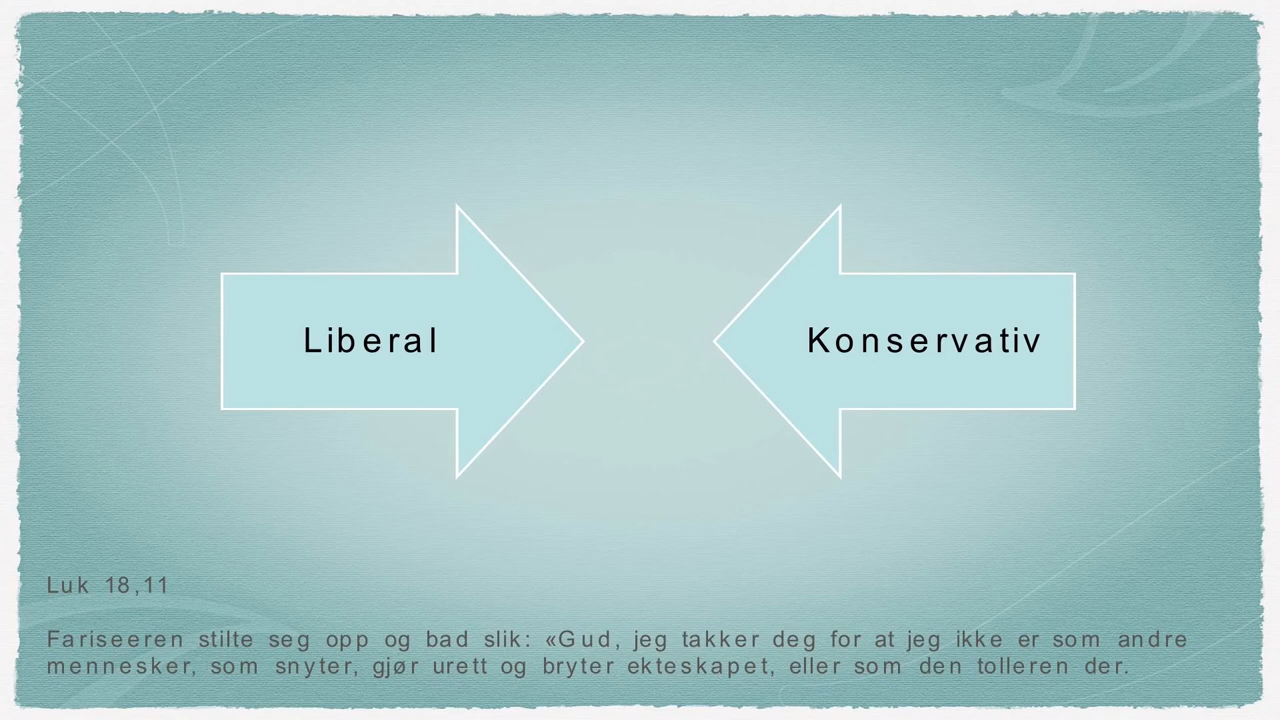 Liberal
Konservativ
Luk 18,11
Fariseeren stilte seg opp og bad slik: «Gud, jeg takker deg for at jeg ikke er som andre
mennesker, som snyter, gjør urett og bryter ekteskapet, eller som den tolleren der.